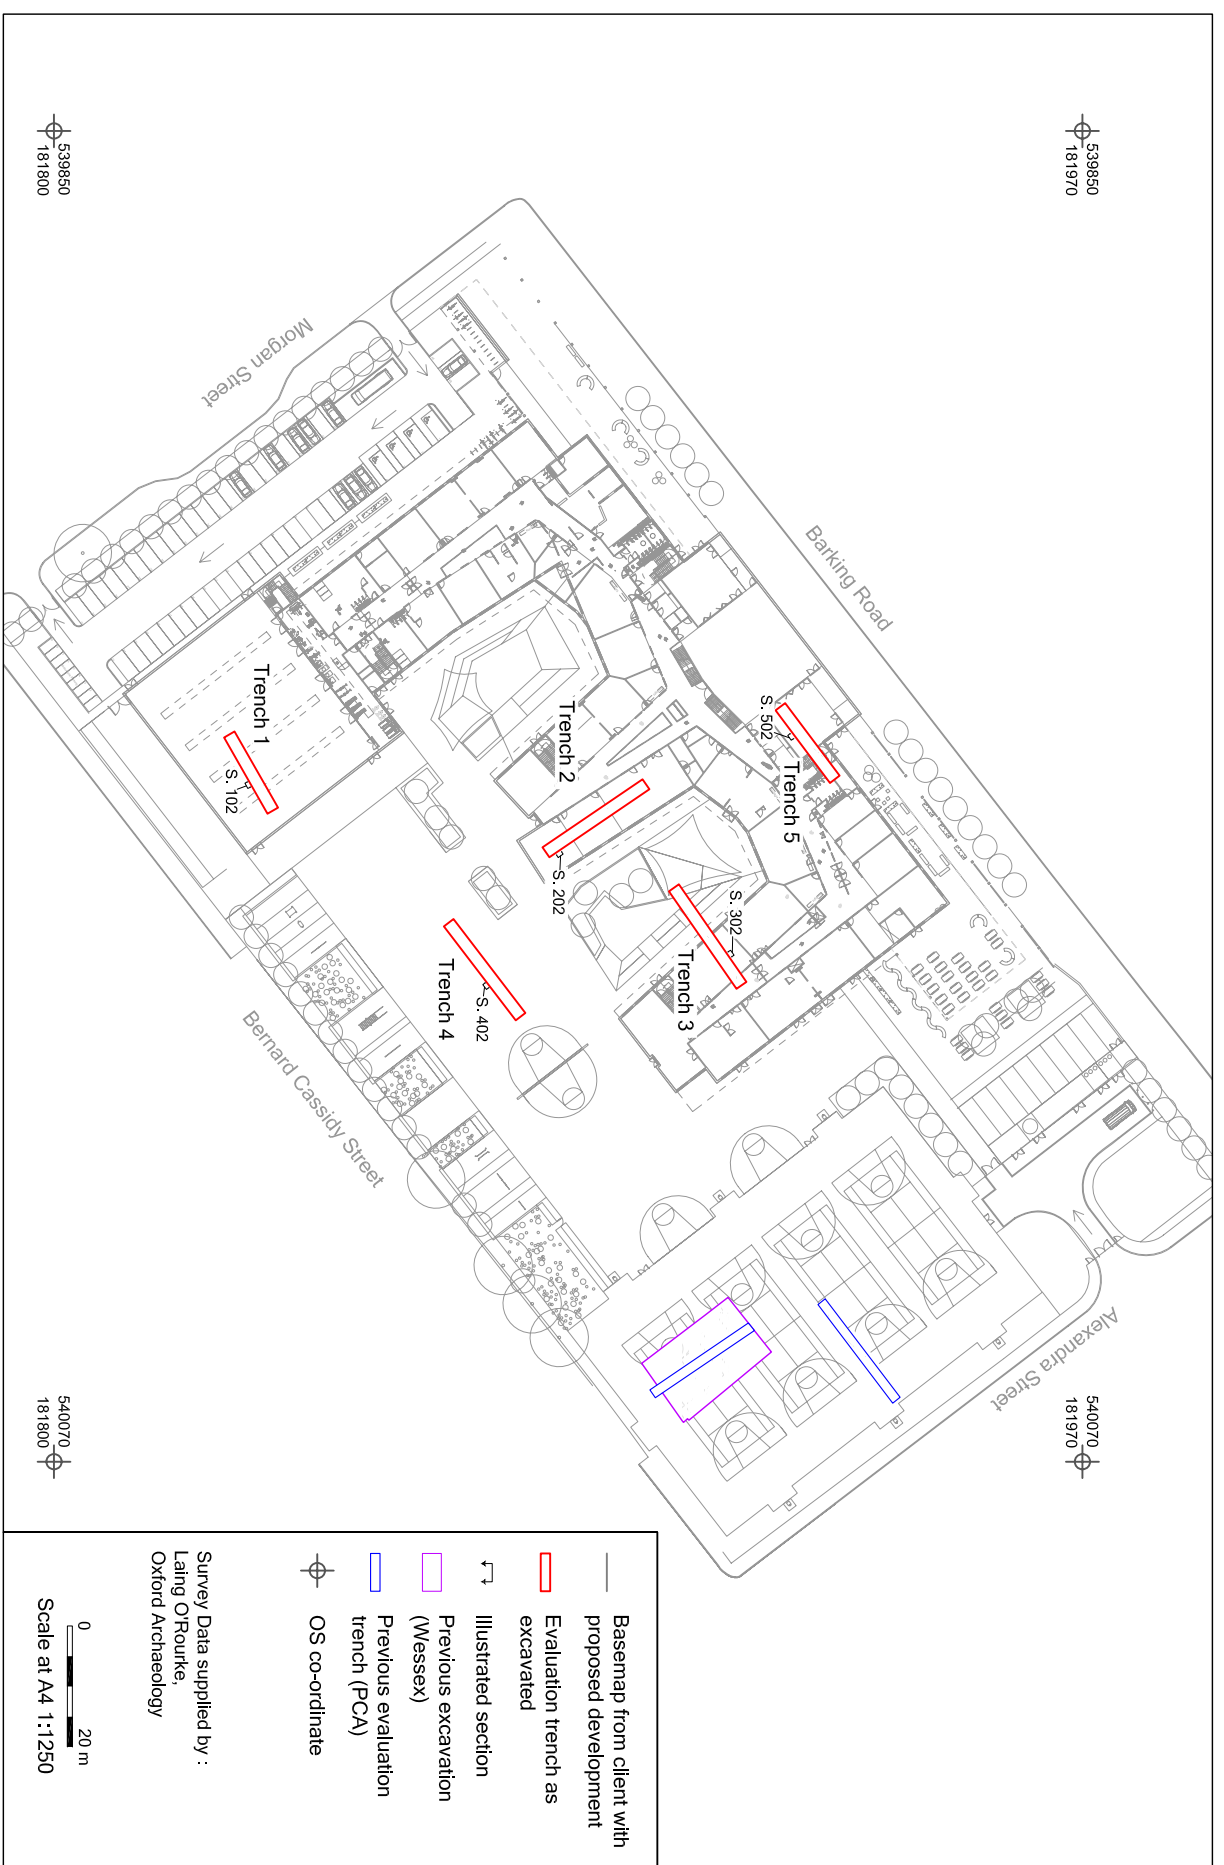 539850
181970
539850
181800
Barking Road
Morgan Street
S. 502
Trench 5
Trench 2
Trench 1
S. 102
S. 202
S. 302
Trench 3
S. 402
Trench 4
Bernard Cassidy Street
Alexandra Street
540070
181970
540070
181800
Basemap from client with
proposed development
Evaluation trench as
excavated
Illustrated section
Previous excavation
(Wessex)
Previous evaluation
trench (PCA)
OS co-ordinate
Survey Data supplied by :
Laing O'Rourke,
Oxford Archaeology
0
20 m
Scale at A4 1:1250